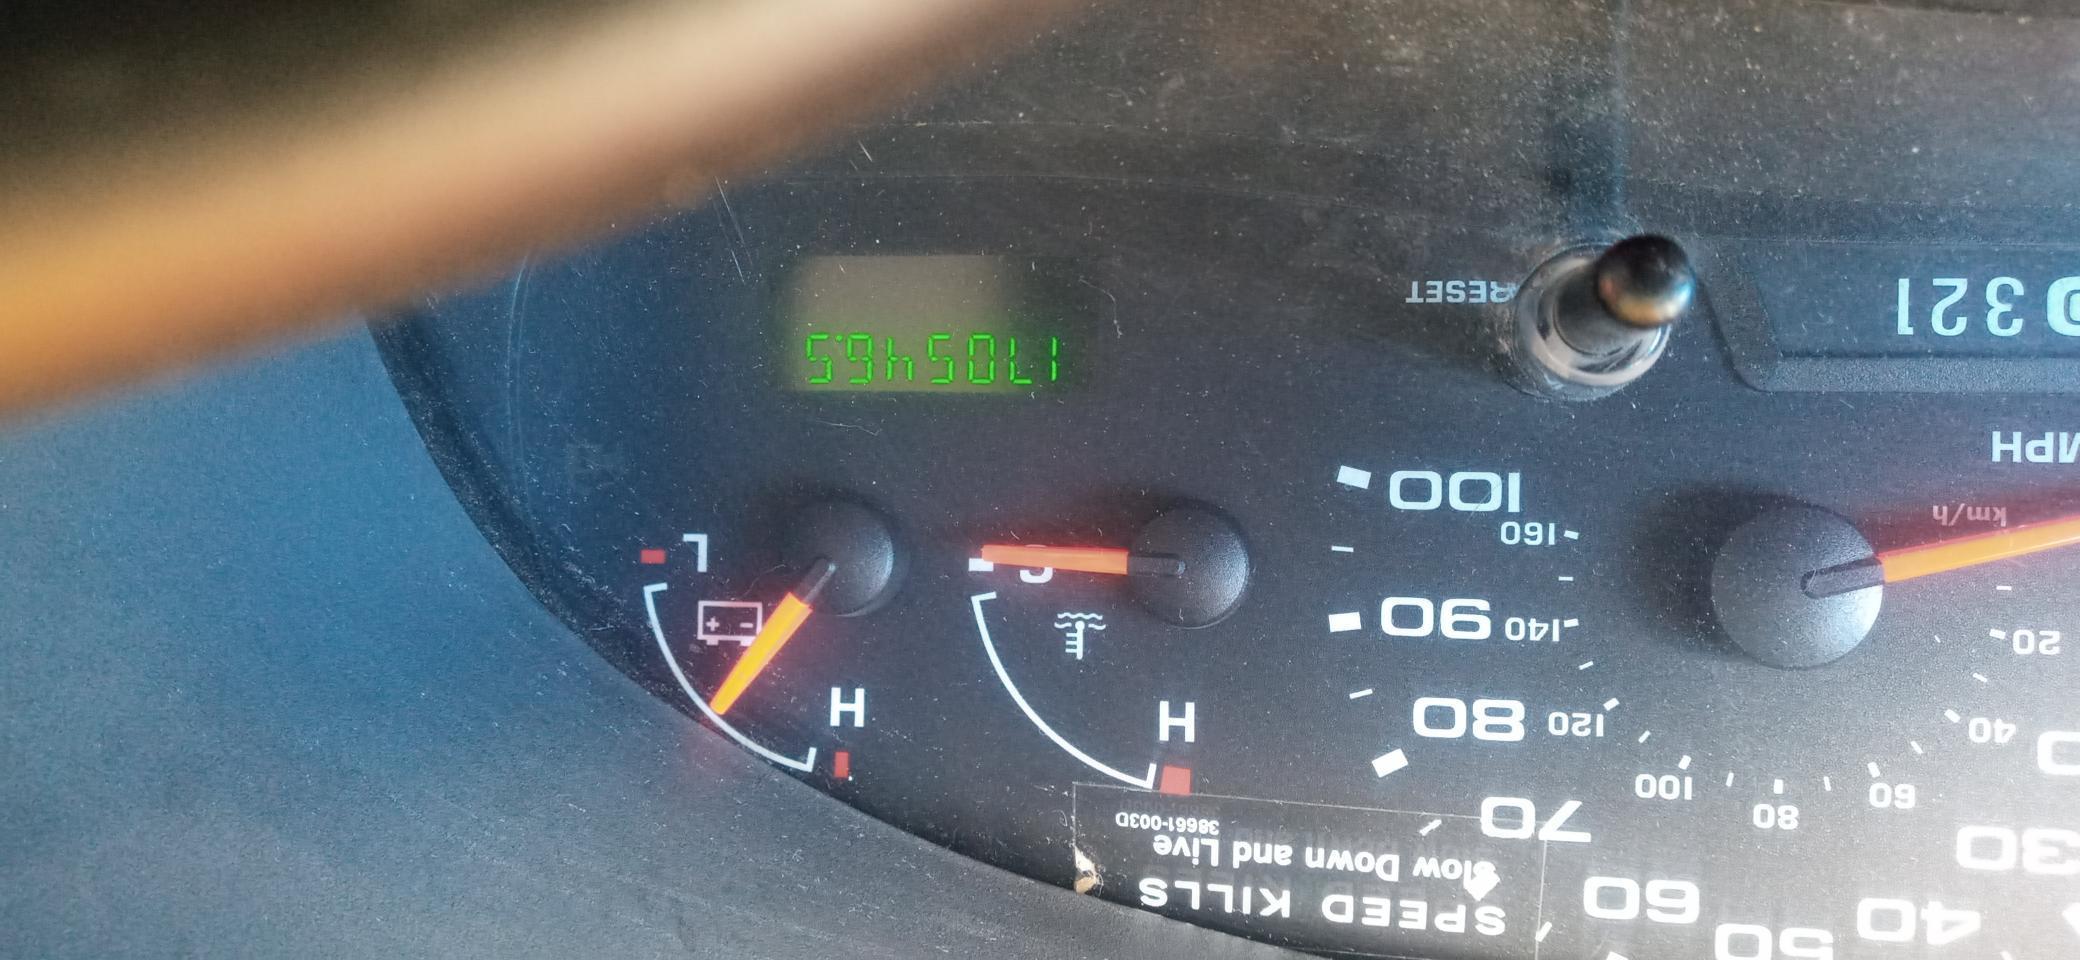 40 50
60
SPEED KILLS
Slow Down and Live
38661-003D
30
70
60 80 100
40 120 80
H H
20 140 90
km/h
160 100
C L
MPH
170546.5
D 321
RESET